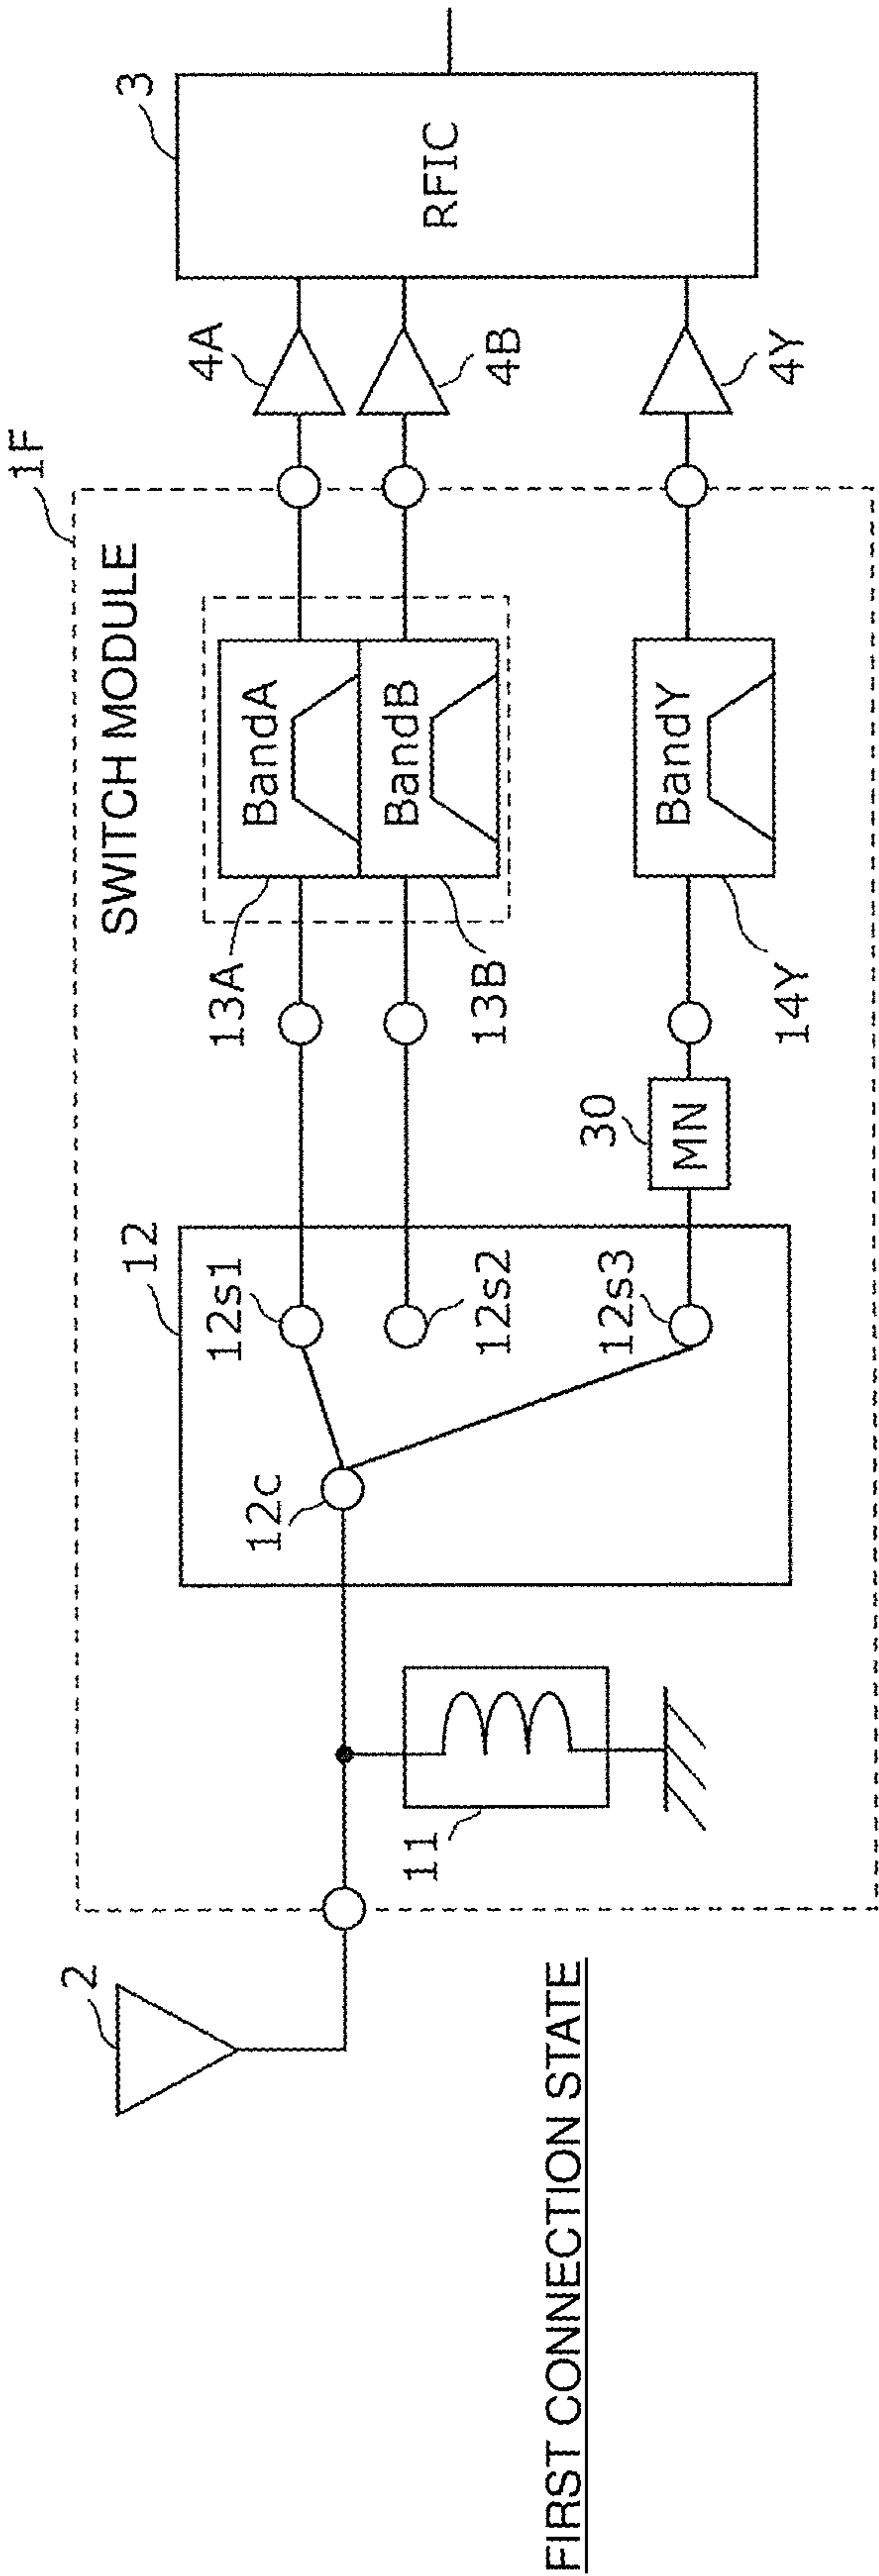 FIRST CONNECTION STATE
1F
SWITCH MODULE
2
11
12
12c
12s1
12s2
12s3
30
MN
13A
13B
14Y
BandA
BandB
BandY
4A
4B
4Y
3
RFIC